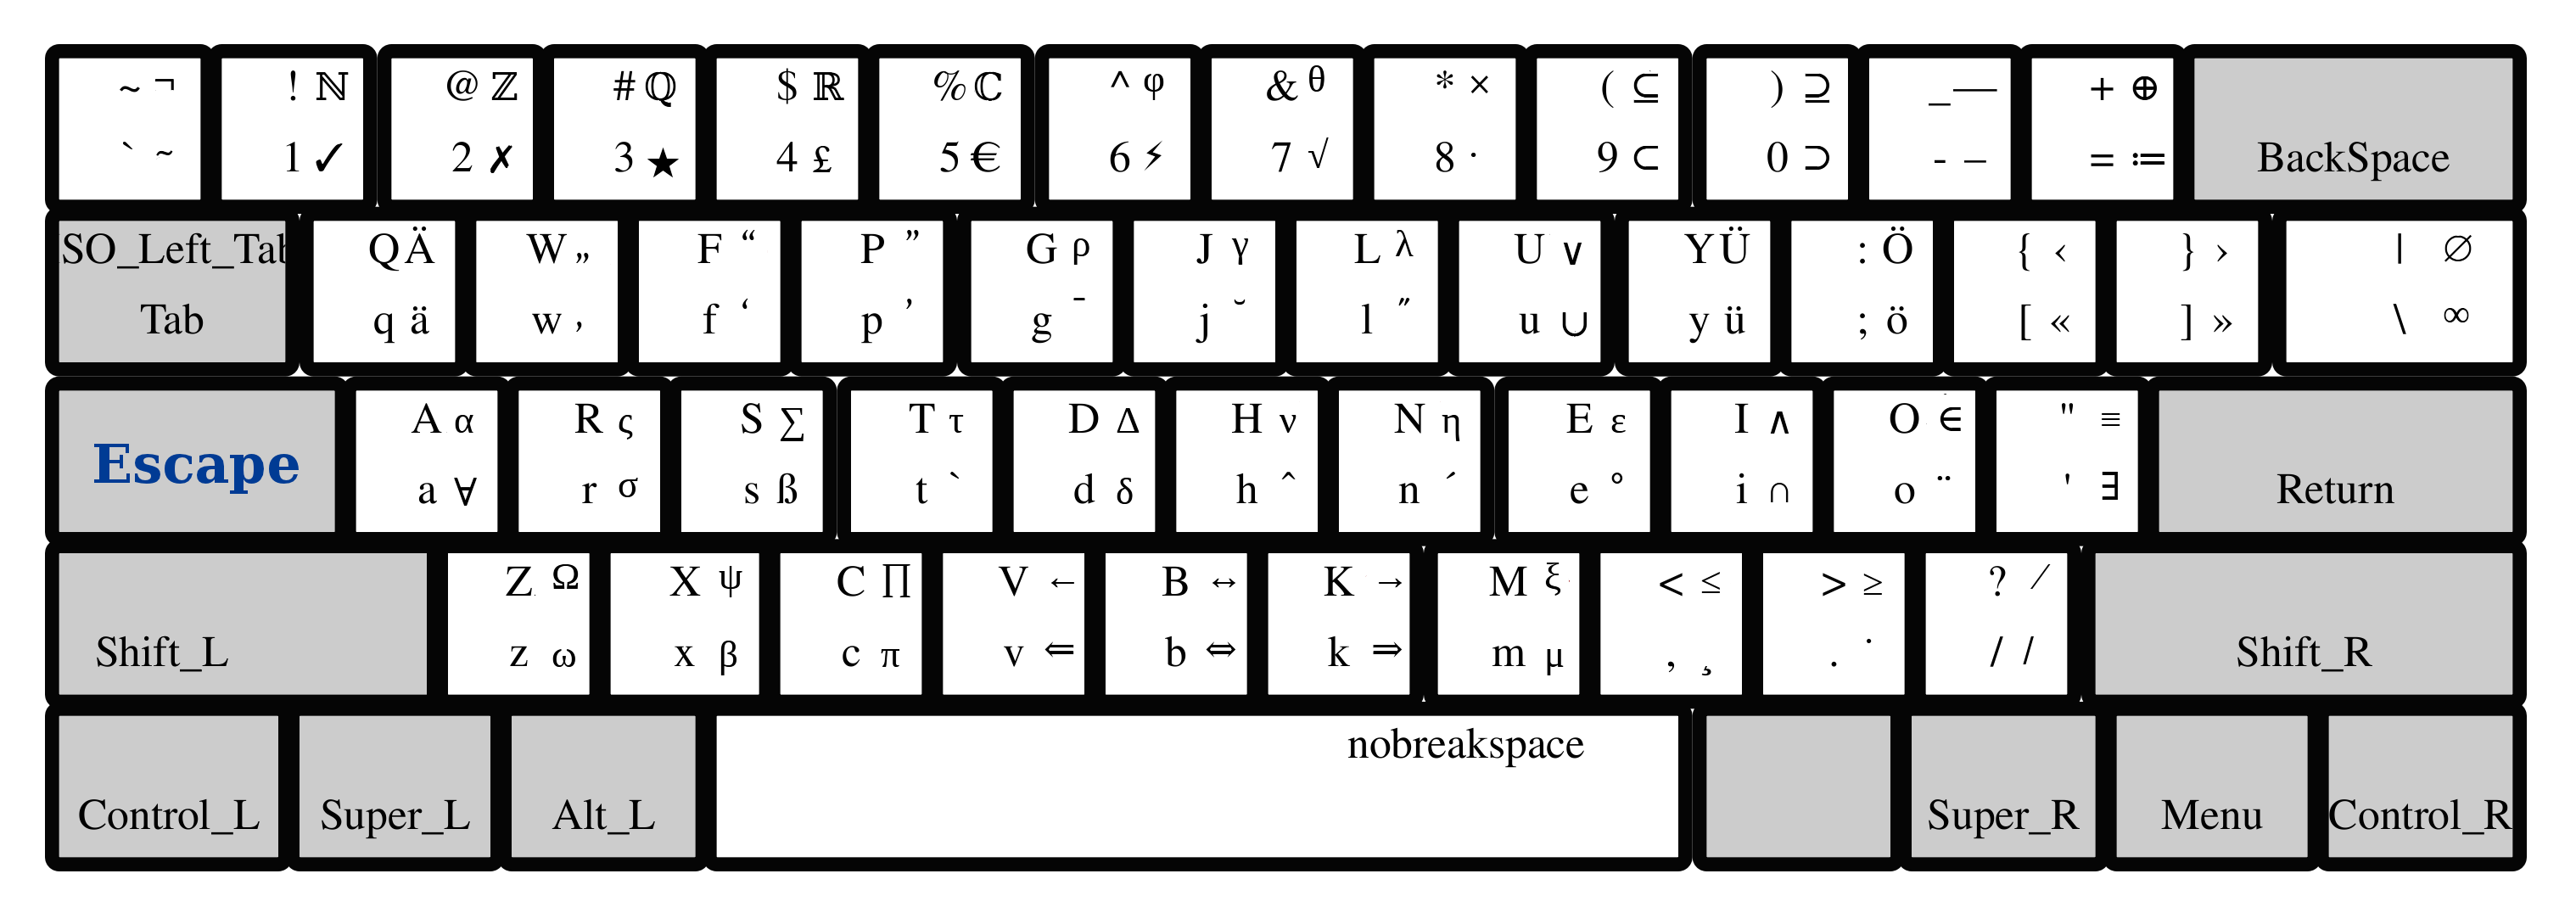 ~ ¬ ! ℕ @ ℤ # ℚ $ ℝ % ℂ ^ φ & θ * × ( ⊆ ) ⊇ _ — + ⊕
` ~ 1 ✓ 2 ✗ 3 ★ 4 £ 5 € 6 ⚡ 7 √ 8 · 9 ⊂ 0 ⊃ - – = ≔ BackSpace
SO_Left_Tab Q Ä W „ F “ P ” G ρ J γ L λ U ∨ Y Ü : Ö { ‹ } › | ∅
Tab q ä w ‚ f ‘ p ’ g ¯ j ˘ l ˝ u ∪ y ü ; ö [ « ] » \ ∞
A α R ς S ∑ T τ D Δ H ν N η E ε I ∧ O ∈ " ≡
Escape a ∀ r σ s ß t ` d δ h ^ n ´ e ° i ∩ o ¨ ' ∃ Return
Z Ω X ψ C ∏ V ← B ↔ K → M ξ < ≤ > ≥ ? ⁄
Shift_L z ω x β c π v ⇐ b ⇔ k ⇒ m μ , ¸ . ˙ / / Shift_R
nobreakspace
Control_L Super_L Alt_L Super_R Menu Control_R